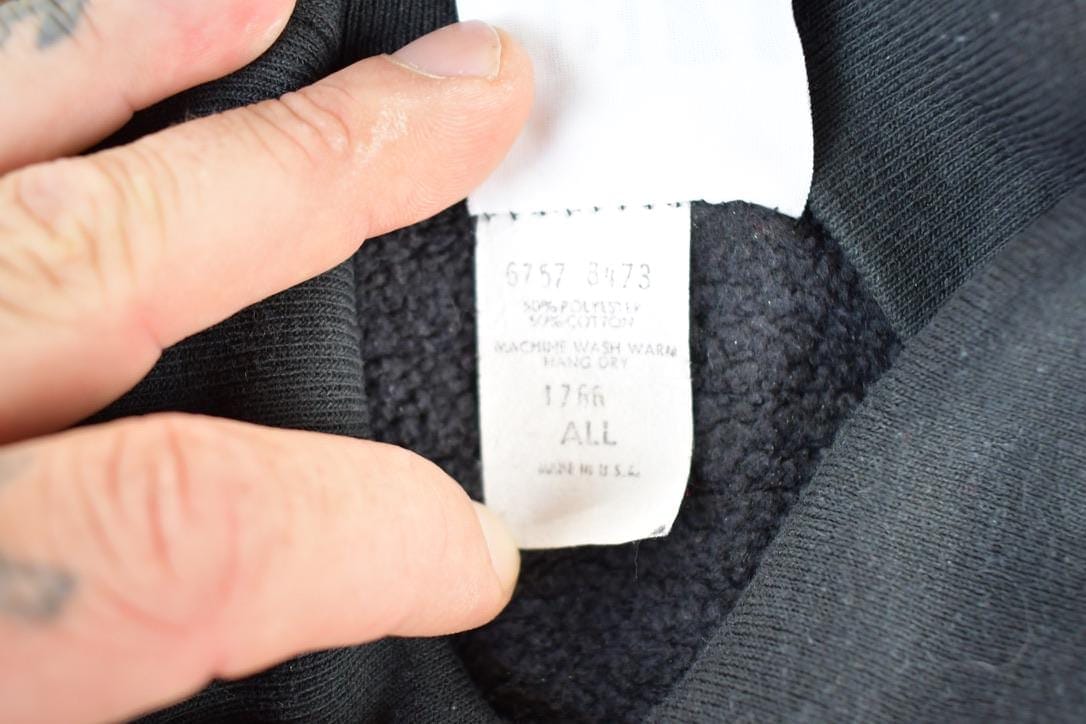 6757 8473
50% POLYESTER
50% COTTON
MACHINE WASH WARM
HANG DRY
1766
ALL
MADE IN U.S.A.